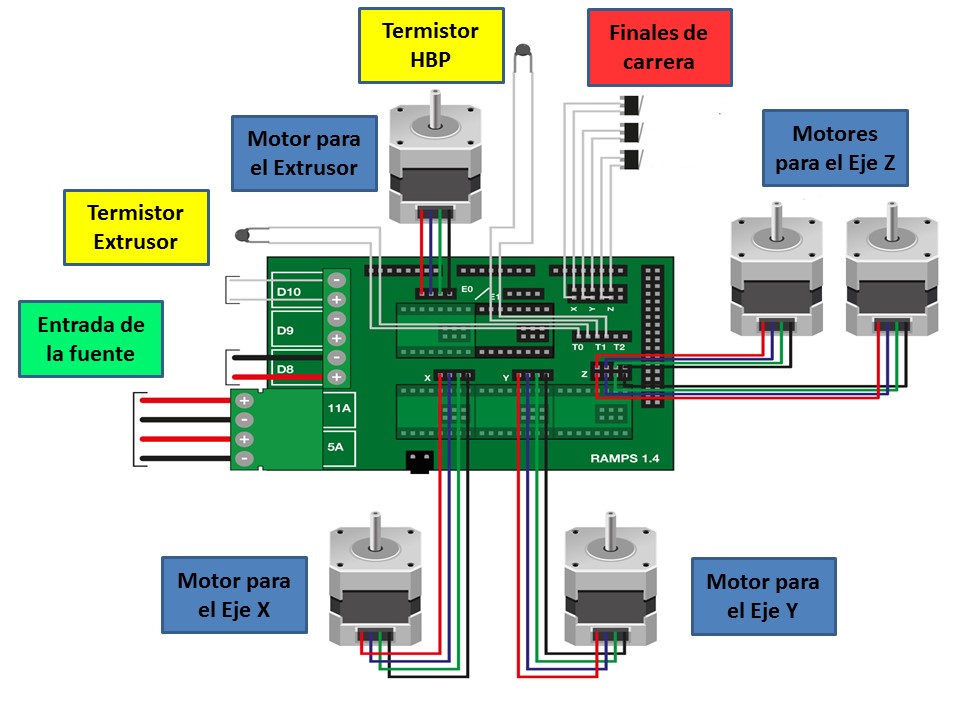 Termistor
HBP
Finales de
carrera
Motor para
el Extrusor
Motores
para el Eje Z
Termistor
Extrusor
Entrada de
la fuente
D10
D9
D8
11A
5A
E0
E1
X
Y
Z
T0 T1 T2
X
Y
Z
RAMPS 1.4
Motor para
el Eje X
Motor para
el Eje Y